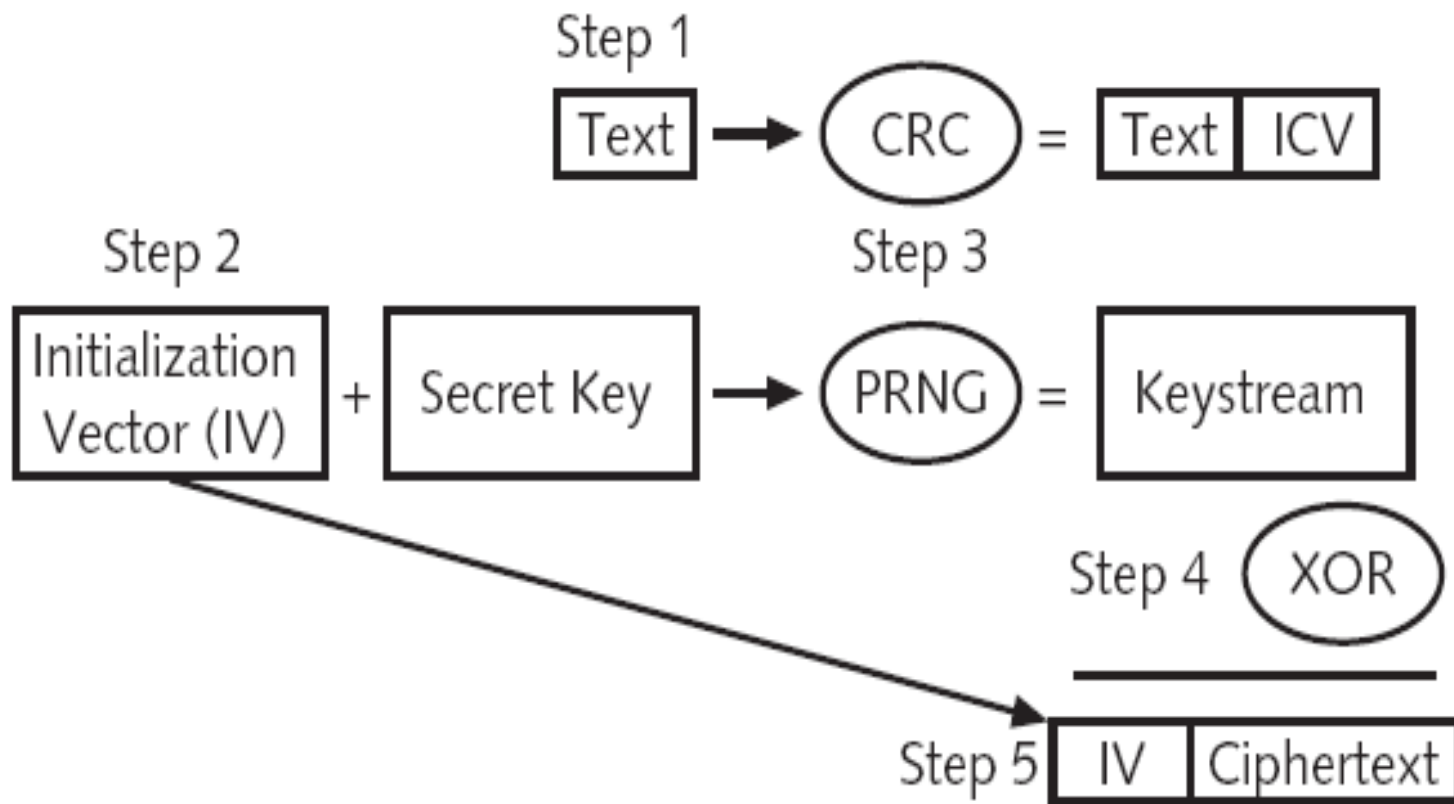 Step 1
Text CRC = Text ICV
Step 2 Step 3
Initialization
Vector (IV) + Secret Key PRNG = Keystream
Step 4 XOR
Step 5 IV Ciphertext